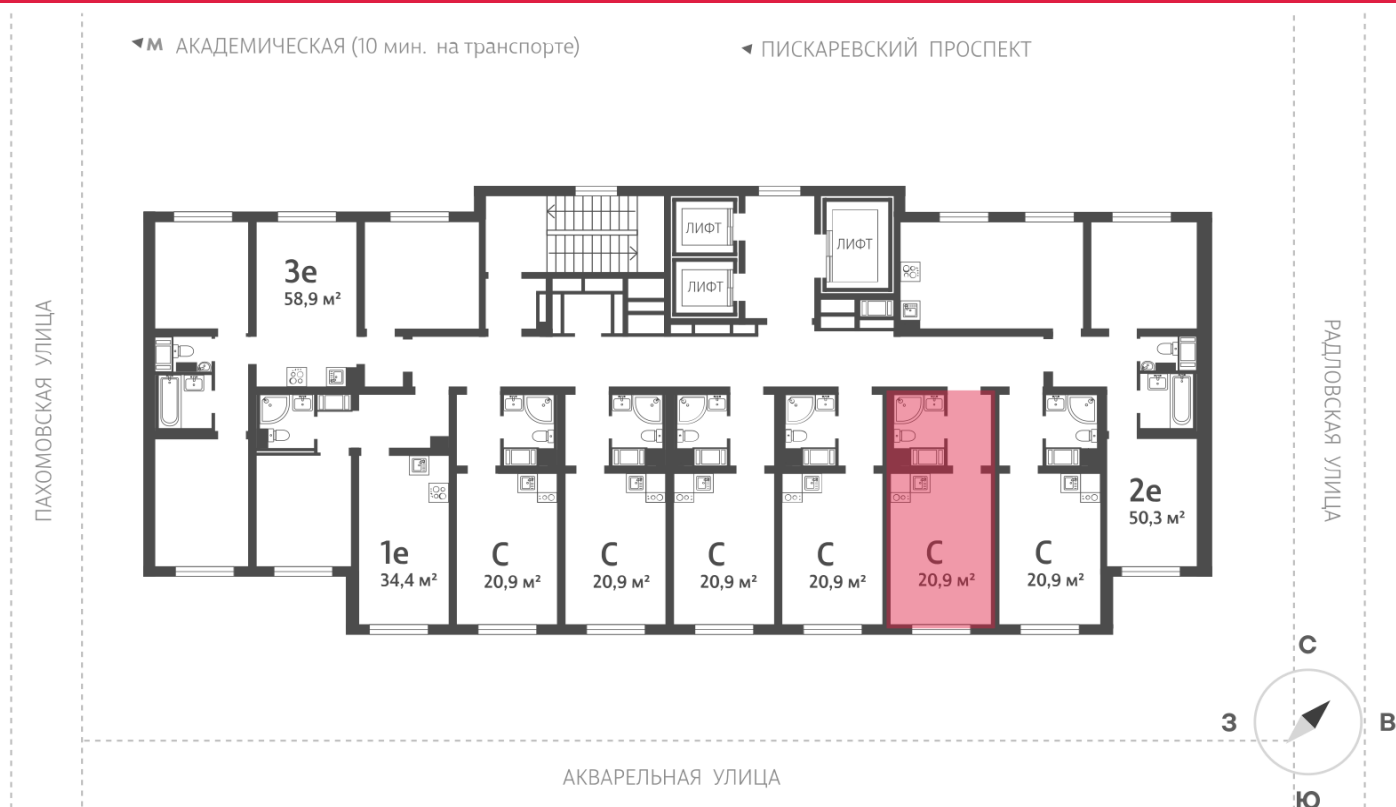 М АКАДЕМИЧЕСКАЯ (10 мин. на транспорте)
ПИСКАРЕВСКИЙ ПРОСПЕКТ
ПАХОМОВСКАЯ УЛИЦА
РАДЛОВСКАЯ УЛИЦА
ЛИФТ
ЛИФТ
ЛИФТ
3е
58,9 м²
2е
50,3 м²
1е
34,4 м²
С
20,9 м²
С
20,9 м²
С
20,9 м²
С
20,9 м²
С
20,9 м²
С
20,9 м²
С
З
В
Ю
АКВАРЕЛЬНАЯ УЛИЦА